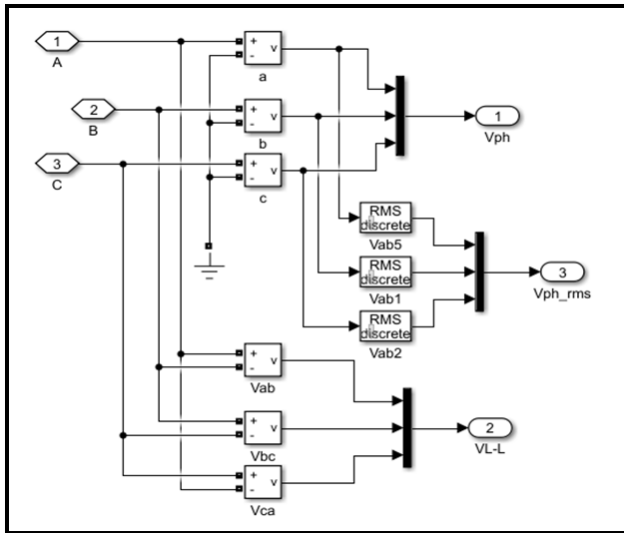 1
A
2
B
3
C
+
-
v
a
+
-
v
b
+
-
v
c
1
Vph
RMS
discrete
Vab5
RMS
discrete
Vab1
RMS
discrete
Vab2
3
Vph_rms
+
-
v
Vab
+
-
v
Vbc
+
-
v
Vca
2
VL-L